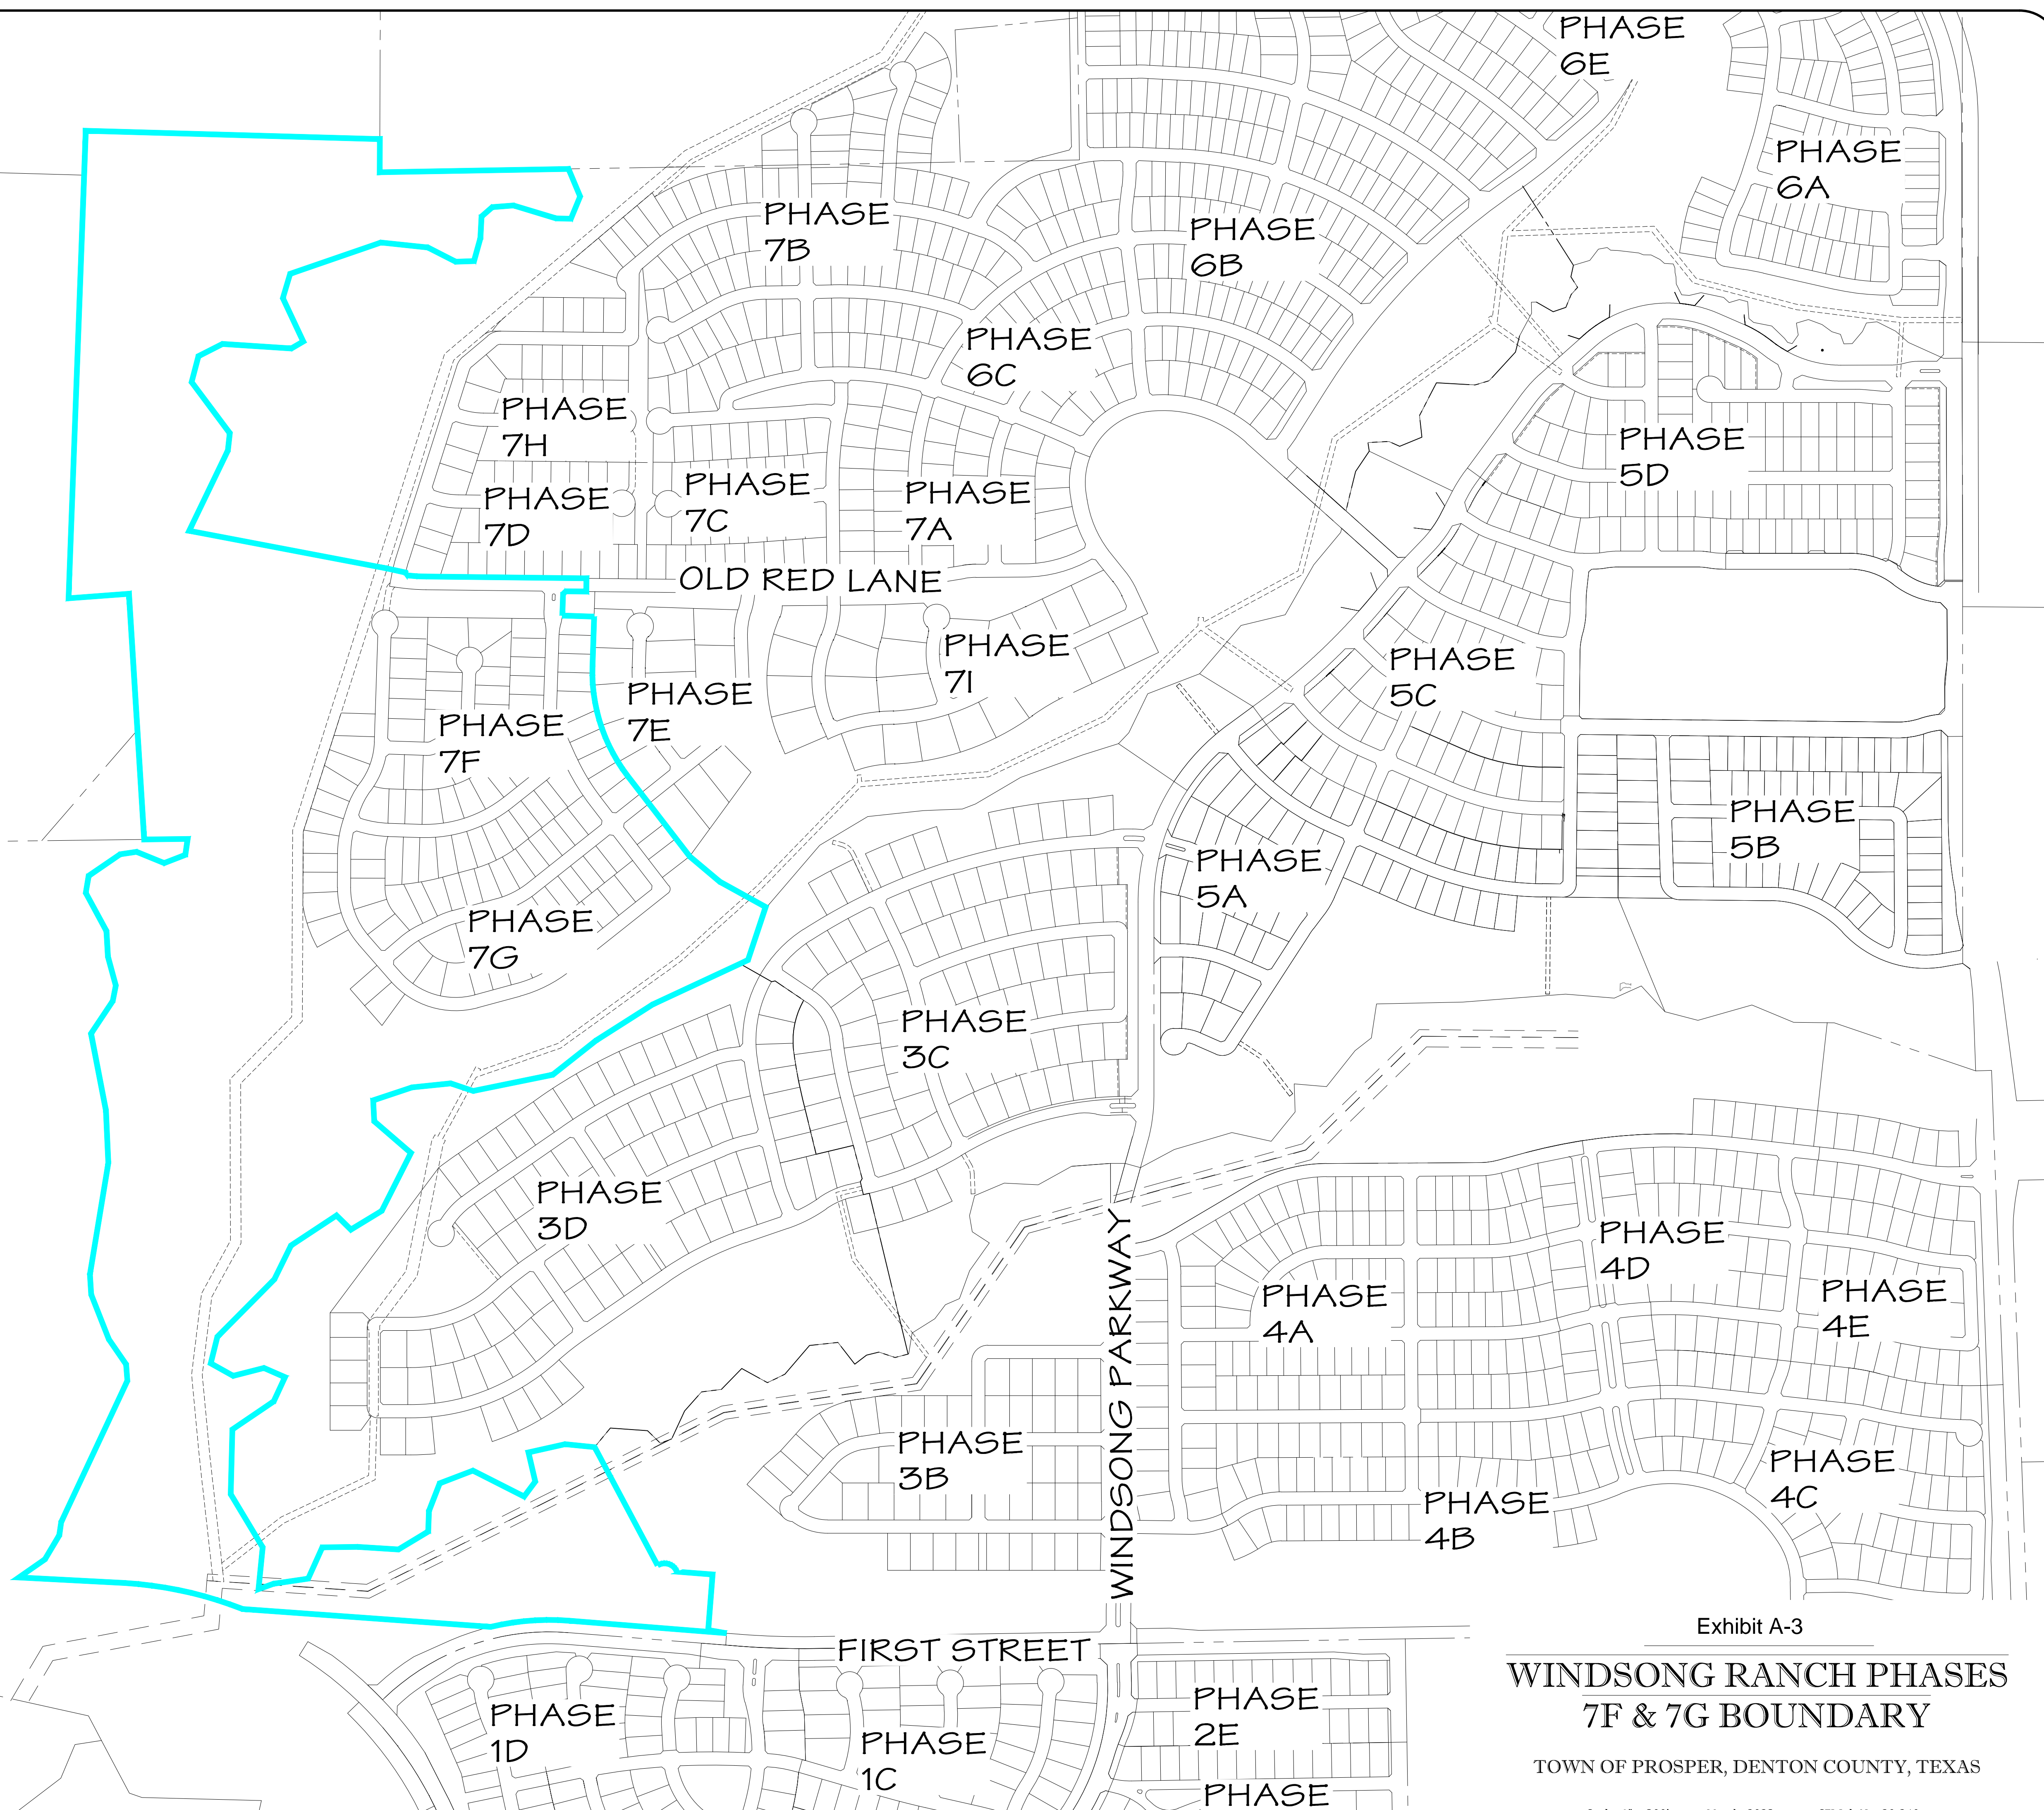 PHASE
6E
PHASE
6A
PHASE
7B
PHASE
6B
PHASE
6C
PHASE
7H
PHASE
5D
PHASE
7D
PHASE
7C
PHASE
7A
OLD RED LANE
PHASE
7I
PHASE
5C
PHASE
7E
PHASE
7F
PHASE
5B
PHASE
5A
PHASE
7G
PHASE
3C
PHASE
3D
PHASE
4D
PHASE
4A
PHASE
4E
WINDSONG PARKWAY
PHASE
3B
PHASE
4C
PHASE
4B
FIRST STREET
PHASE
1D
PHASE
1C
PHASE
2E
PHASE
Exhibit A-3
WINDSONG RANCH PHASES
7F & 7G BOUNDARY
TOWN OF PROSPER, DENTON COUNTY, TEXAS